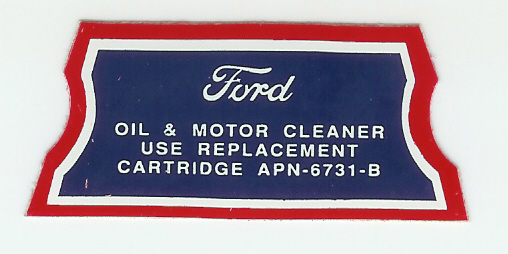 Ford
OIL & MOTOR CLEANER
USE REPLACEMENT
CARTRIDGE APN-6731-B